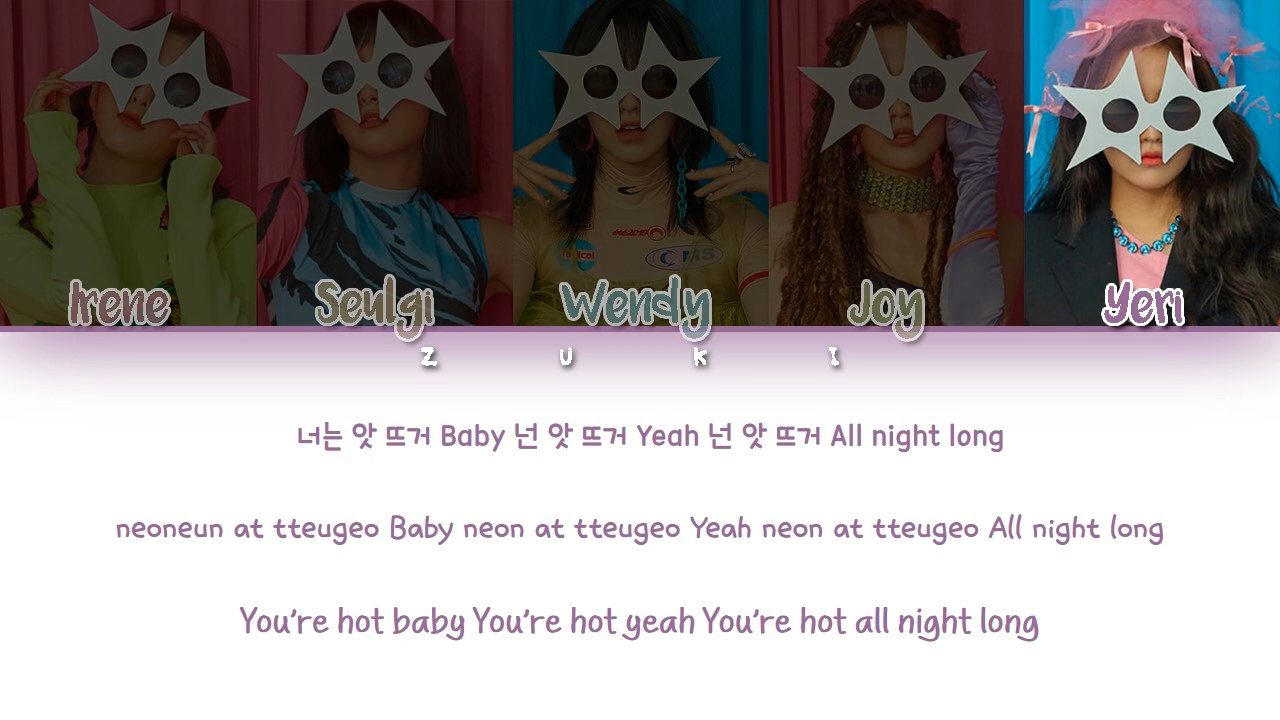 Irene Seulgi Wendy Joy Yeri
Z U K I
너는 앗 뜨거 Baby 넌 앗 뜨거 Yeah 넌 앗 뜨거 All night long
neoneun at tteugeo Baby neon at tteugeo Yeah neon at tteugeo All night long
You're hot baby You're hot yeah You're hot all night long